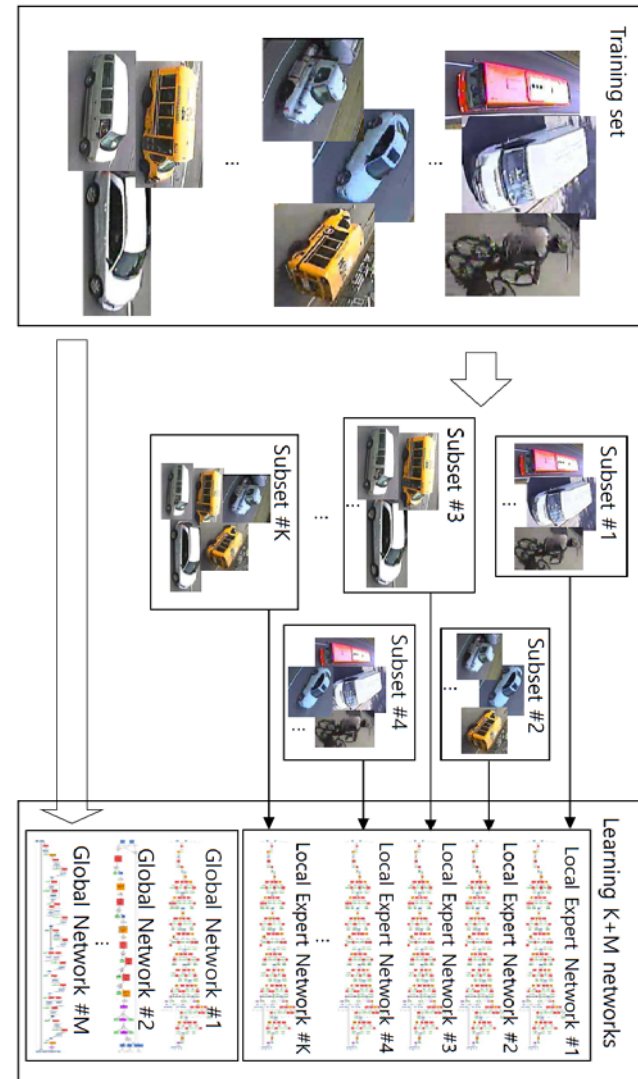 Training set
...
...
Subset #1
...
Subset #2
...
Subset #3
...
Subset #4
...
...
Subset #K
Learning K+M networks
Local Expert Network #1
Local Expert Network #2
Local Expert Network #3
Local Expert Network #4
...
Local Expert Network #K
Global Network #1
Global Network #2
...
Global Network #M